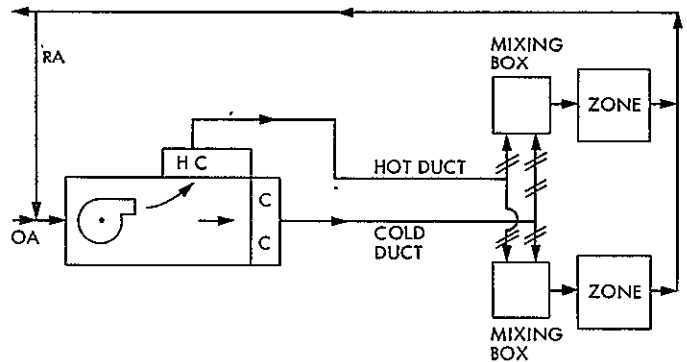 RA
MIXING
BOX
ZONE
H C
HOT DUCT
C
C
OA
COLD
DUCT
ZONE
MIXING
BOX